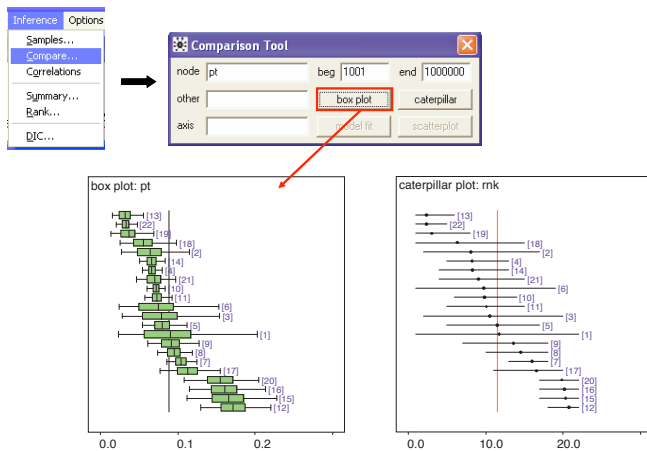 Inference Options
Samples...
Compare...
Correlations
Summary...
Rank...
DIC...
Comparison Tool
node pt beg 1001 end 1000000
other box plot caterpillar
axis model fit scatterplot
box plot: pt
[13]
[22]
[19]
[18]
[2]
[14]
[4]
[21]
[10]
[11]
[6]
[3]
[5]
[1]
[9]
[8]
[7]
[17]
[20]
[16]
[15]
[12]
0.0 0.1 0.2
caterpillar plot: rnk
[13]
[22]
[19]
[18]
[2]
[4]
[14]
[21]
[6]
[10]
[11]
[3]
[5]
[1]
[9]
[8]
[7]
[17]
[20]
[16]
[15]
[12]
0.0 10.0 20.0